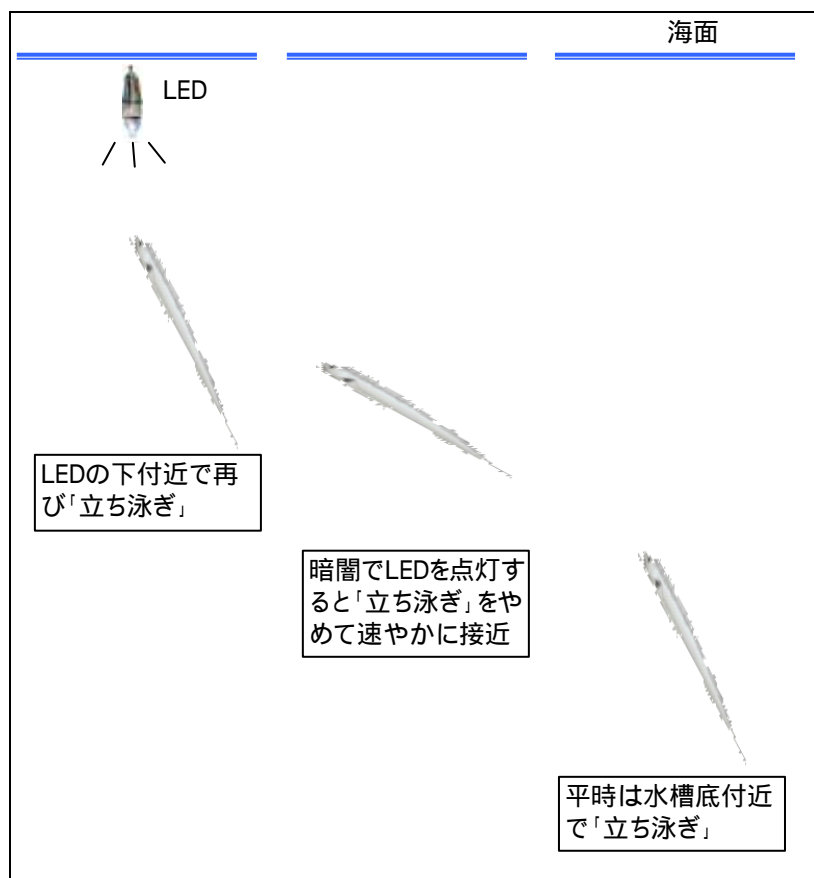 海面
LED
LEDの下付近で再
び「立ち泳ぎ」
暗闇でLEDを点灯す
ると「立ち泳ぎ」をや
めて速やかに接近
平時は水槽底付近
で「立ち泳ぎ」